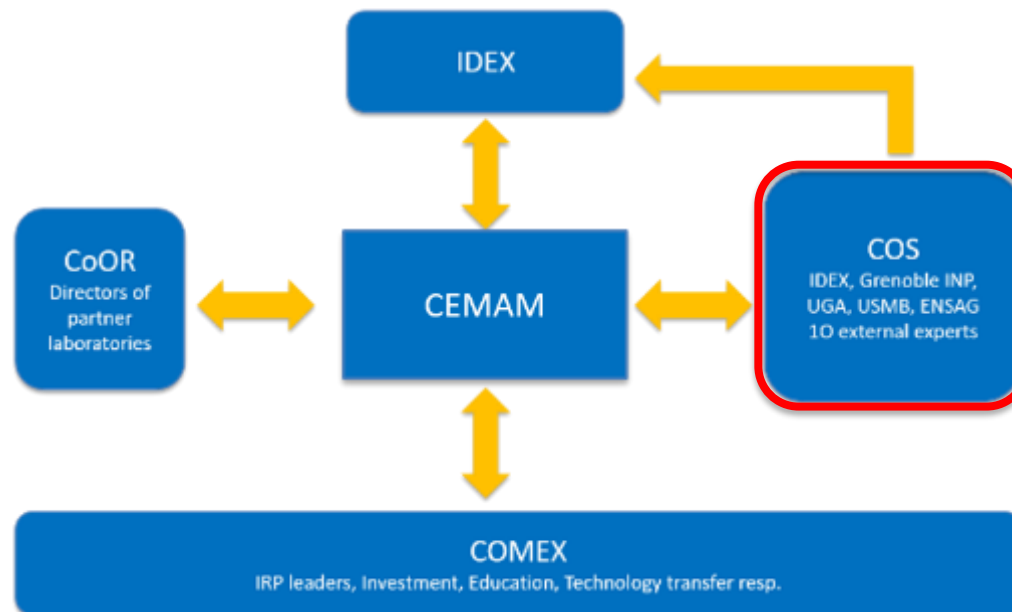 IDEX
CoOR
Directors of
partner
laboratories
CEMAM
COS
IDEX, Grenoble INP,
UGA, USMB, ENSAG
1O external experts
COMEX
IRP leaders, Investment, Education, Technology transfer resp.